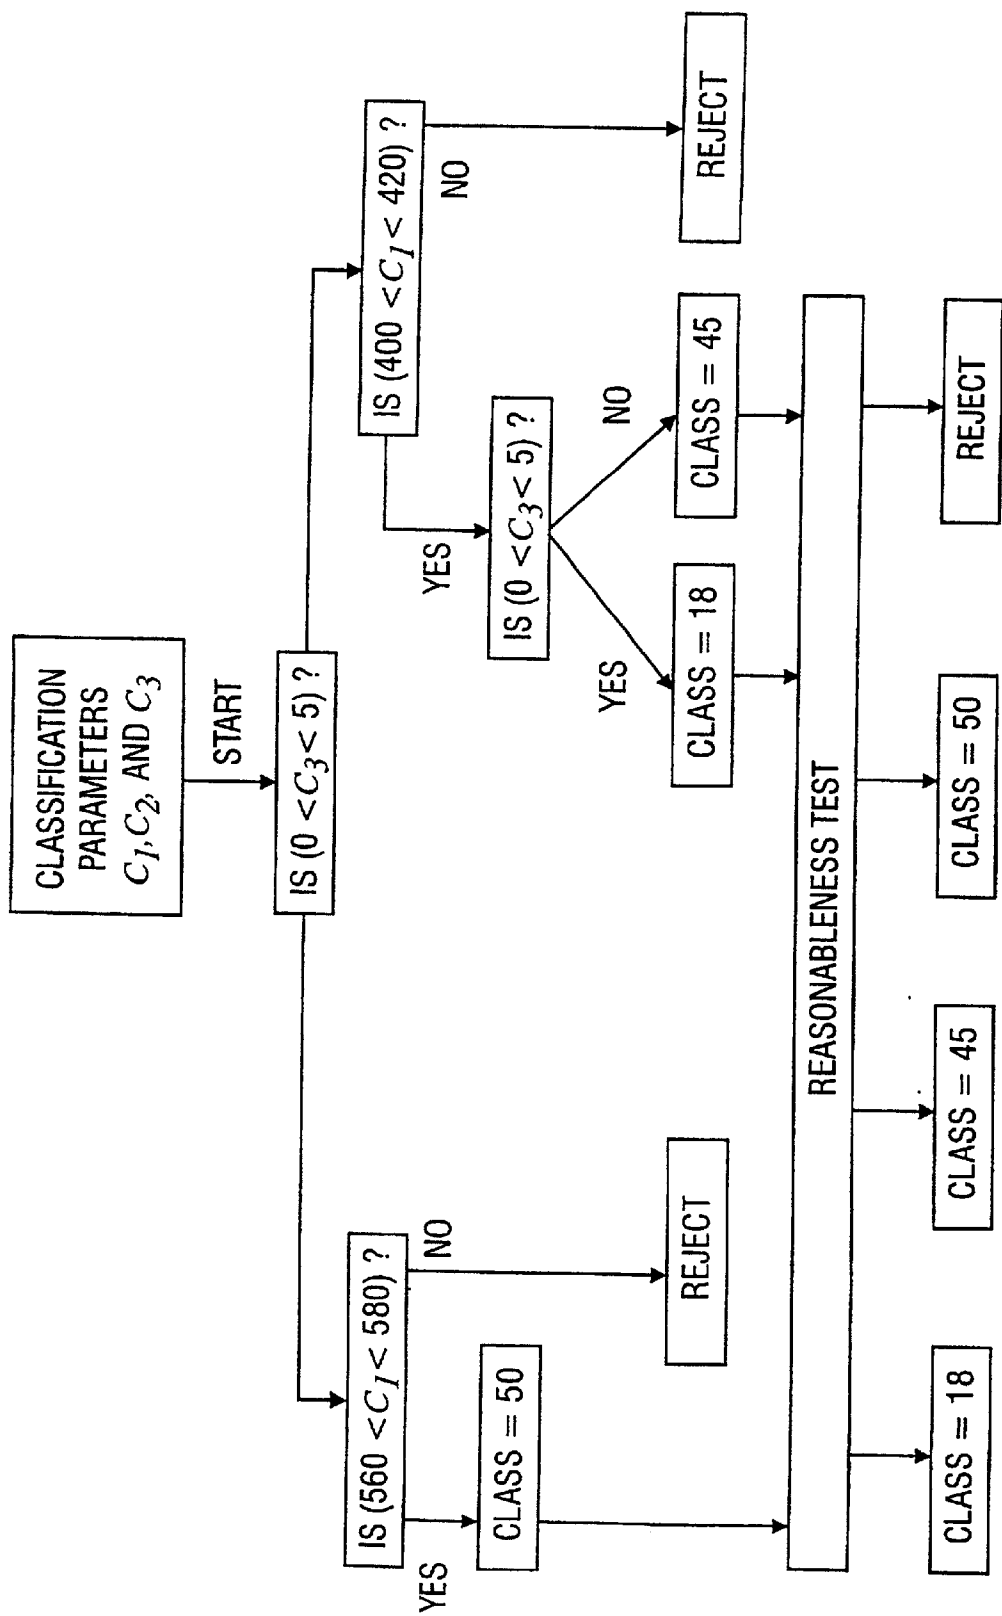 CLASSIFICATION
PARAMETERS
C1,C2, AND C3
START
IS (0 <C3< 5) ?
IS (560 <C1< 580) ?
IS (400 <C1< 420) ?
YES
NO
YES
NO
CLASS = 50
IS (0 <C3< 5) ?
YES
NO
REJECT
CLASS = 18
CLASS = 45
REJECT
REASONABLENESS TEST
CLASS = 18
CLASS = 45
CLASS = 50
REJECT